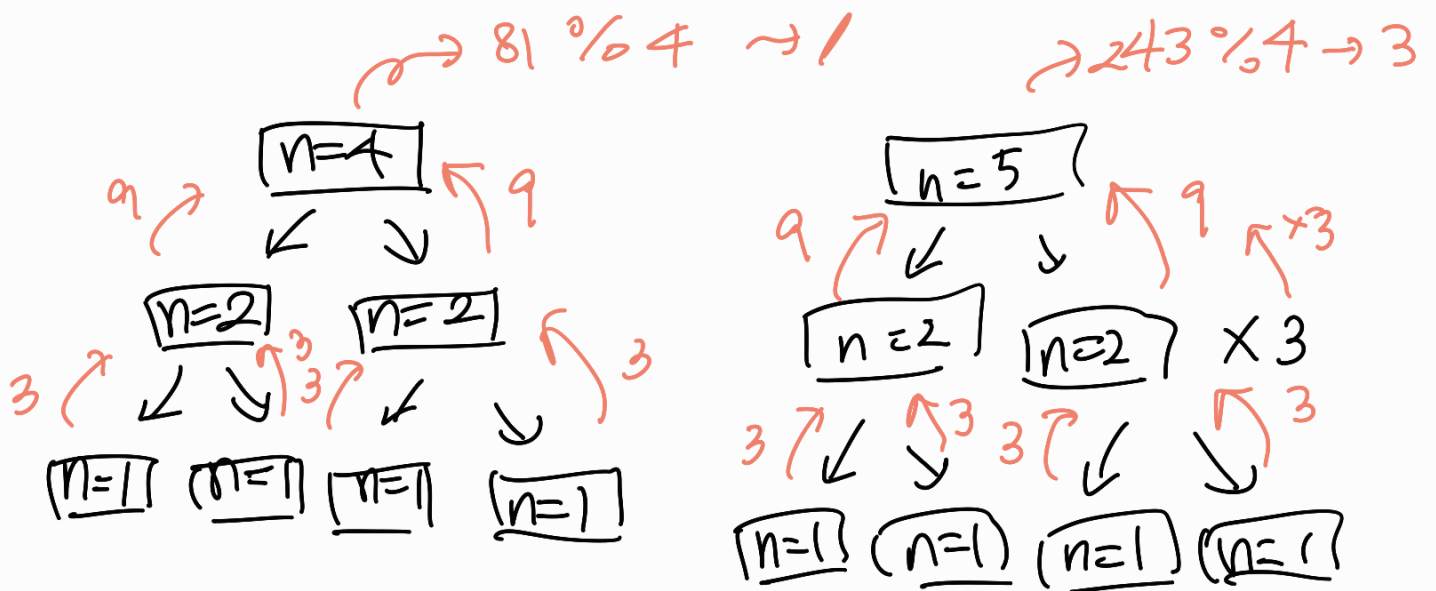 81 % 4 → 1
243 % 4 → 3
n=4
n=5
9
9
9
9
×3
n=2
n=2
n=2
n=2
×3
3
3
3
3
3
3
3
3
n=1
n=1
n=1
n=1
n=1
n=1
n=1
n=1